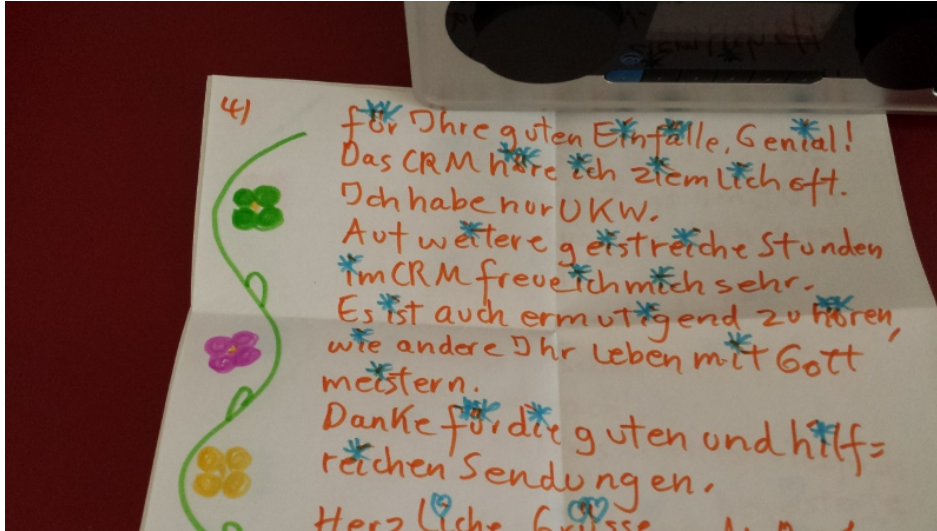 4)
für Ihre guten Einfälle, Genial!
Das CRM höre ich ziemlich oft.
Ich habe nur UKW.
Auf weitere geistreiche Stunden
im CRM freue ich mich sehr.
Es ist auch ermutigend zu hören,
wie andere Ihr Leben mit Gott
meistern.
Danke für die guten und hilf=
reichen Sendungen.
Herzliche Grüsse